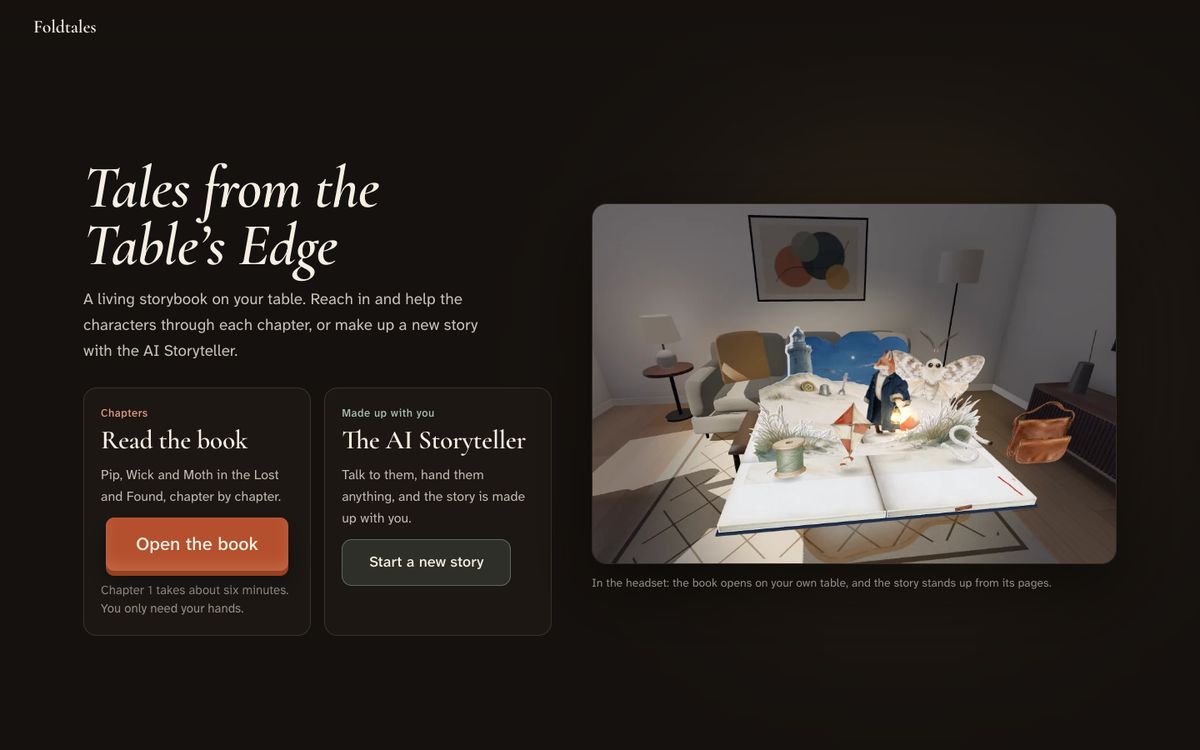 Foldtales
Tales from the
Table’s Edge
A living storybook on your table. Reach in and help the
characters through each chapter, or make up a new story
with the AI Storyteller.
Chapters
Read the book
Pip, Wick and Moth in the Lost
and Found, chapter by chapter.
Open the book
Chapter 1 takes about six minutes.
You only need your hands.
Made up with you
The AI Storyteller
Talk to them, hand them
anything, and the story is made
up with you.
Start a new story
In the headset: the book opens on your own table, and the story stands up from its pages.